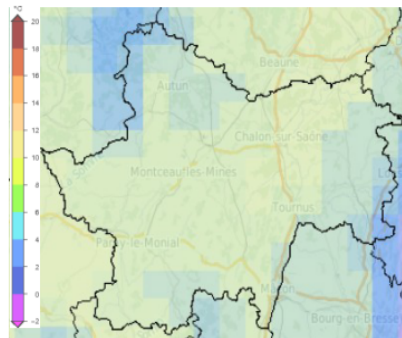 20
18
16
14
12
10
8
6
4
2
0
-2
Beaune
Autun
Chalon-sur-Saône
Montceau-les-Mines
Tournus
Paray-le-Monial
Mâcon
Bourg-en-Bresse